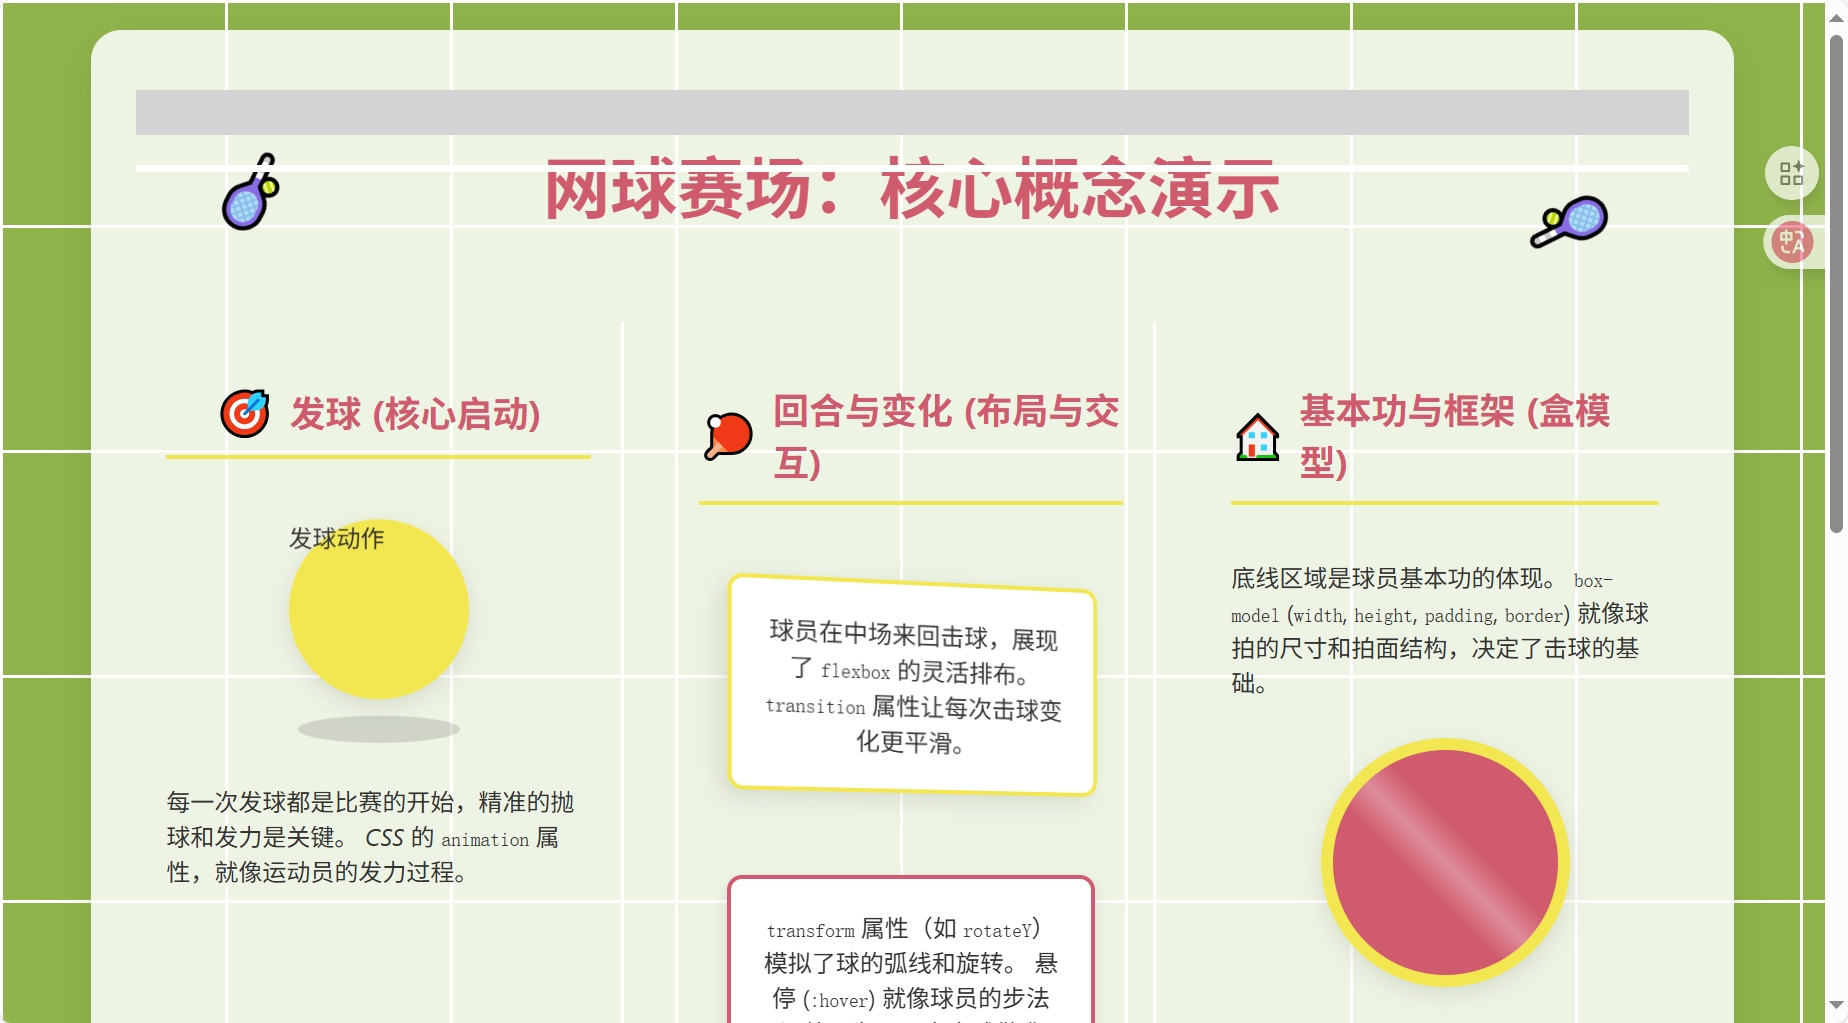 网球赛场：核心概念演示
发球 (核心启动)
发球动作
每一次发球都是比赛的开始，精准的抛
球和发力是关键。 CSS 的 animation 属
性，就像运动员的发力过程。
回合与变化 (布局与交
互)
球员在中场来回击球，展现
了 flexbox 的灵活排布。
transition 属性让每次击球变
化更平滑。
transform 属性（如 rotateY）
模拟了球的弧线和旋转。 悬
停 (:hover) 就像球员的步法
基本功与框架 (盒模
型)
底线区域是球员基本功的体现。 box-
model (width, height, padding, border) 就像球
拍的尺寸和拍面结构，决定了击球的基
础。
中A